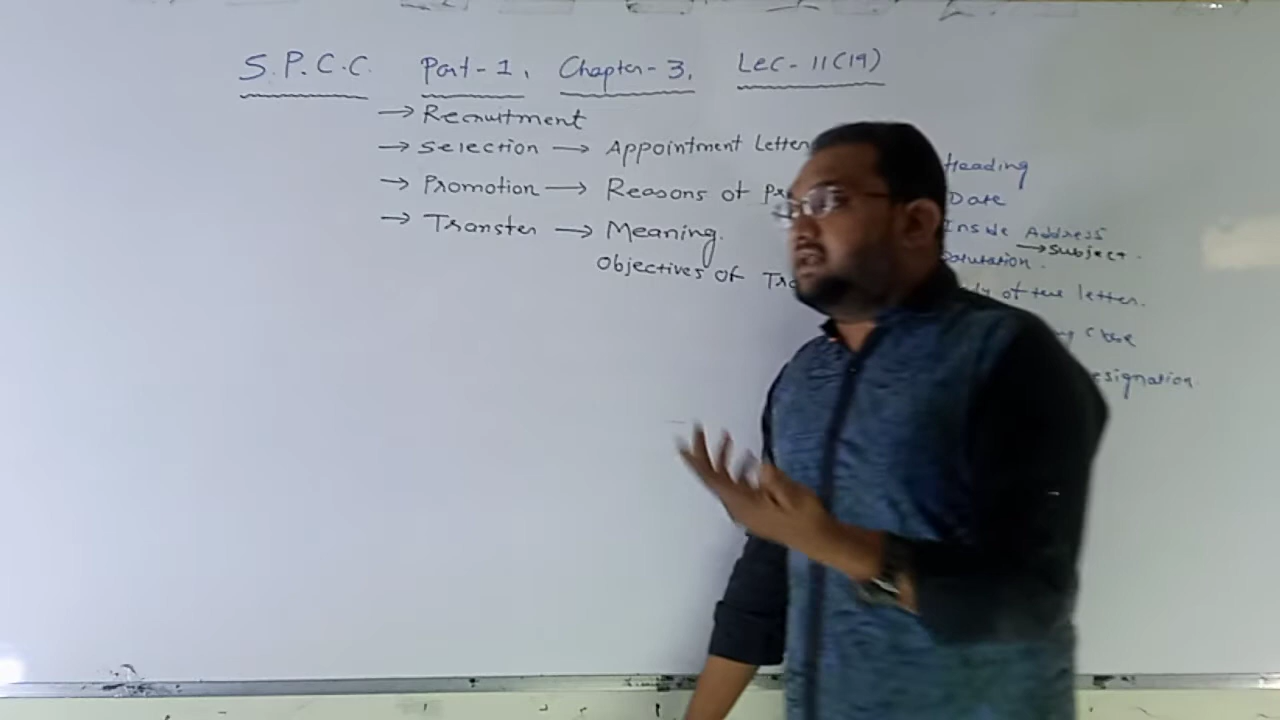 S.P.C.C. Part-1, Chapter-3, Lec-11(19)
→ Recruitment
→ Selection → Appointment Letter
→ Promotion → Reasons of
→ Transfer → Meaning.
Objectives of
Heading
Date
Inside Address
→ Subject.
of the letter.